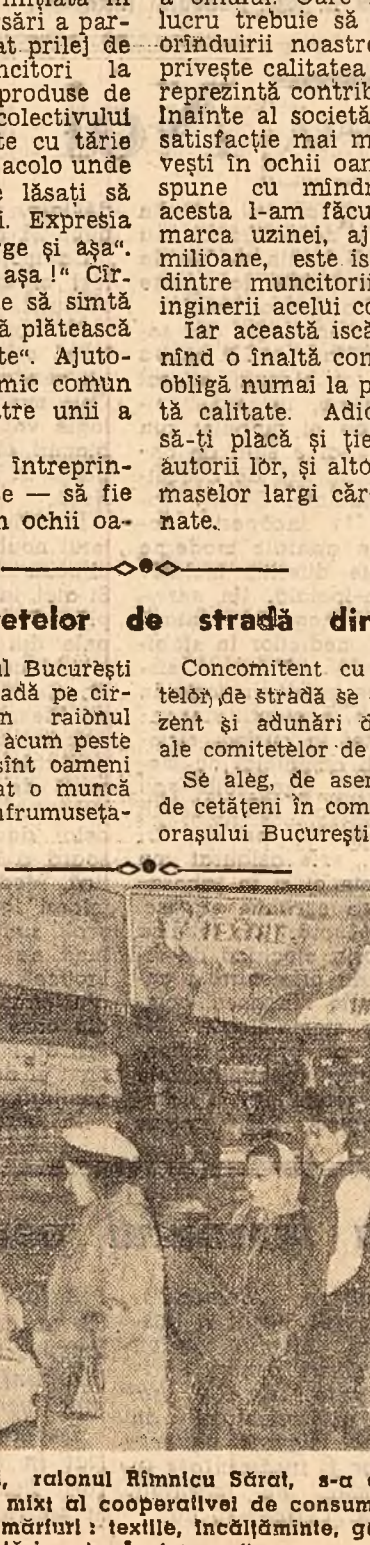 sări a par-
at prilej de
ncitori la
produse de
colectivului
te cu tărie
acolo unde
e lăsați să
i. Expresia
rge și așa“.
așa !“ Cîr-
e să simtă
ă plătească
te“. Ajuto-
mic comun
tre unii a
întreprin-
se — să fie
n ochii oa-
a omului. Care
lucru trebuie să
orînduirii noastre
privește calitatea
reprezintă contrib
înainte al societă
satisfacție mai m
vești în ochii oam
spune cu mîndr
acesta l-am făcu
marca uzinei, aj
milioane, este is
dintre muncitorii
inginerii acelui co
Iar această iscă
nînd o înaltă con
obligă numai la p
tă calitate. Adic
să-ți placă și ție
autorii lor, și alto
maselor largi căr
nate.
etelor de stradă din
ul București
adă pe cir-
n raionul
acum peste
sînt oameni
at o muncă
nfrumuseța-
Concomitent cu
telor de stradă se
zent și adunări d
ale comitetelor de
Se aleg, de asen
de cetățeni în com
orașului București
TEXTILE
, raionul Rîmnicu Sărat, s-a
mixt al cooperativei de consum
mărfuri : textile, încălțăminte, g